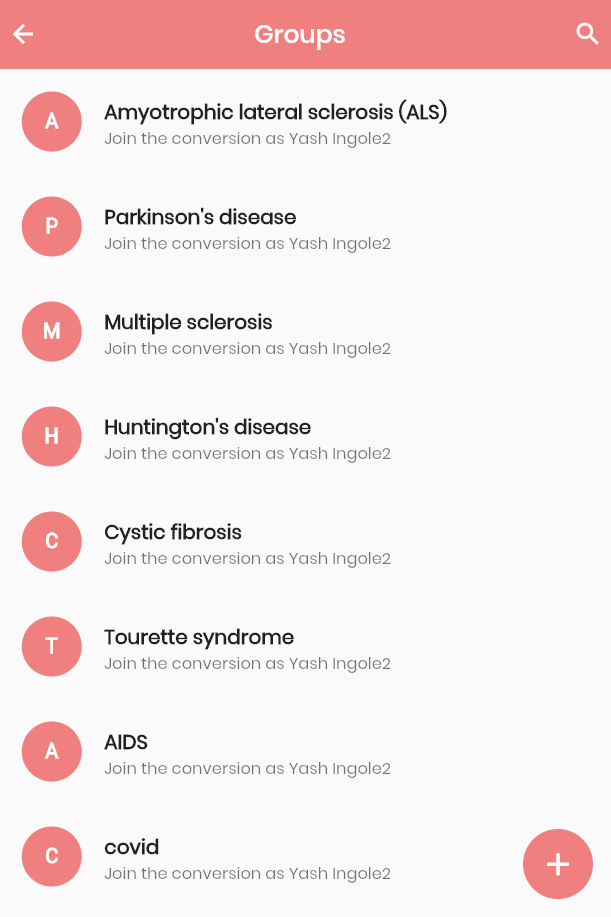 Groups
A
Amyotrophic lateral sclerosis (ALS)
Join the conversion as Yash Ingole2
P
Parkinson's disease
Join the conversion as Yash Ingole2
M
Multiple sclerosis
Join the conversion as Yash Ingole2
H
Huntington's disease
Join the conversion as Yash Ingole2
C
Cystic fibrosis
Join the conversion as Yash Ingole2
T
Tourette syndrome
Join the conversion as Yash Ingole2
A
AIDS
Join the conversion as Yash Ingole2
C
covid
Join the conversion as Yash Ingole2